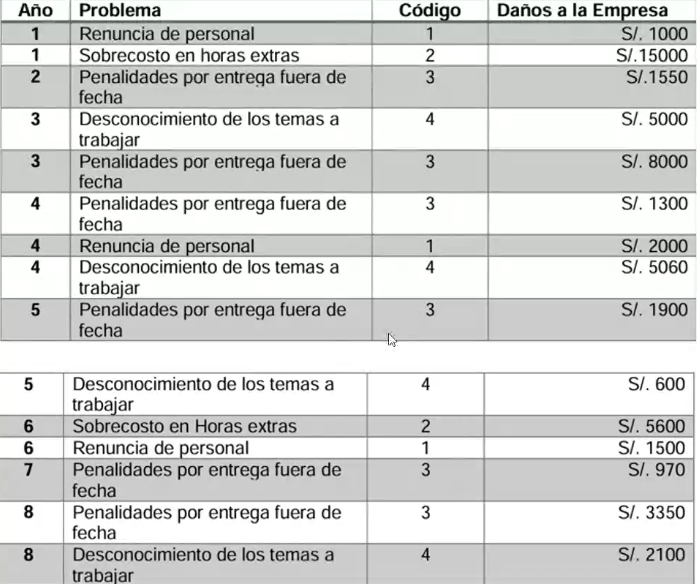 Año Problema Código Daños a la Empresa
1 Renuncia de personal 1 S/. 1000
1 Sobrecosto en horas extras 2 S/.15000
2 Penalidades por entrega fuera de 3 S/.1550
fecha
3 Desconocimiento de los temas a 4 S/. 5000
trabajar
3 Penalidades por entrega fuera de 3 S/. 8000
fecha
4 Penalidades por entrega fuera de 3 S/. 1300
fecha
4 Renuncia de personal 1 S/. 2000
4 Desconocimiento de los temas a 4 S/. 5060
trabajar
5 Penalidades por entrega fuera de 3 S/. 1900
fecha
5 Desconocimiento de los temas a 4 S/. 600
trabajar
6 Sobrecosto en Horas extras 2 S/. 5600
6 Renuncia de personal 1 S/. 1500
7 Penalidades por entrega fuera de 3 S/. 970
fecha
8 Penalidades por entrega fuera de 3 S/. 3350
fecha
8 Desconocimiento de los temas a 4 S/. 2100
trabajar